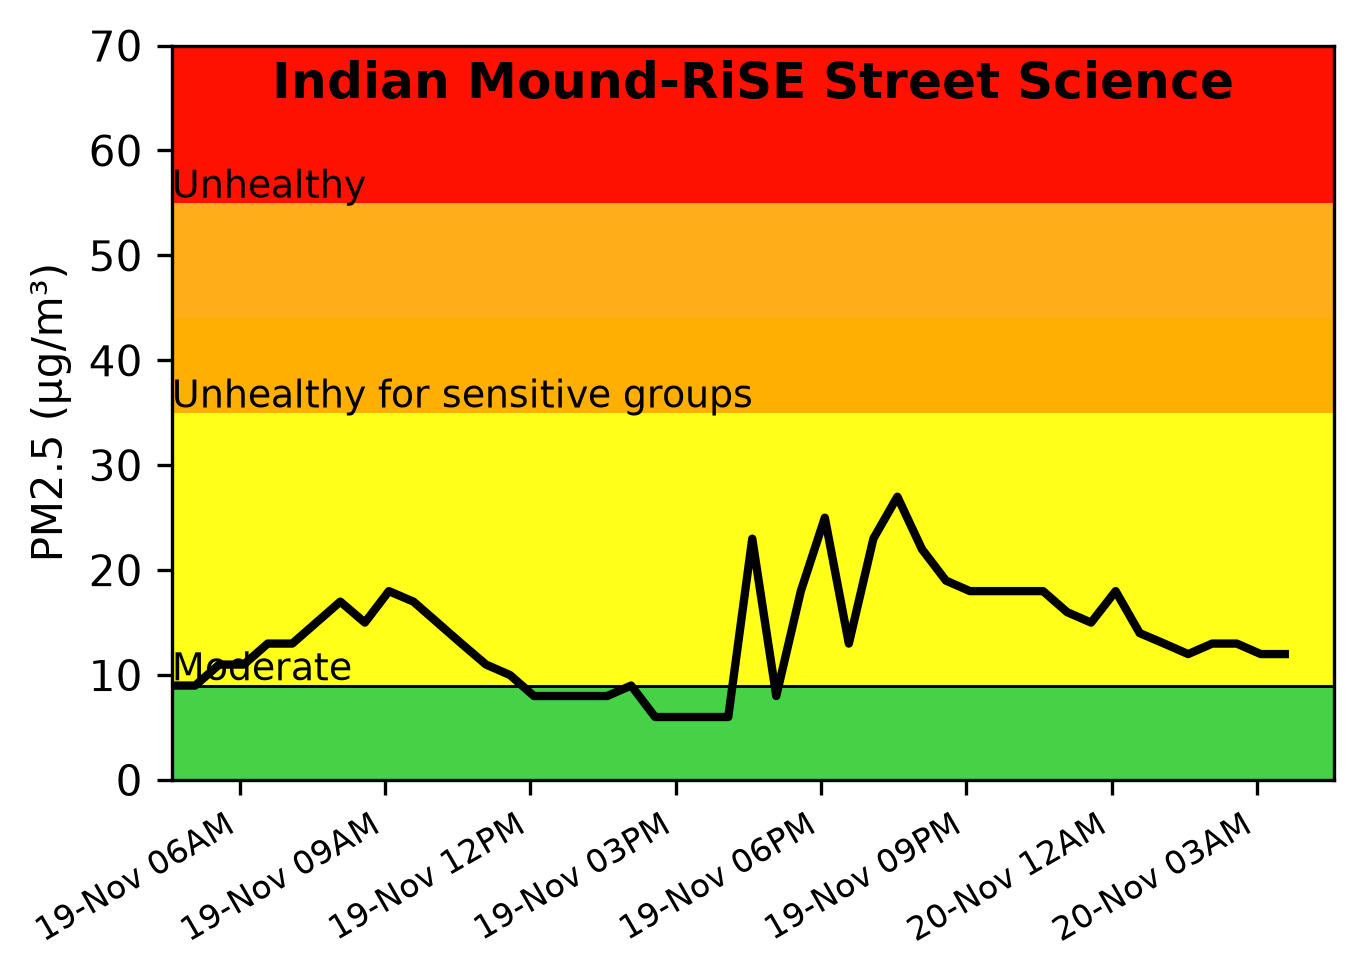 Indian Mound-RiSE Street Science
70
60
50
40
30
20
10
0
PM2.5 (µg/m³)
Unhealthy
Unhealthy for sensitive groups
Moderate
19-Nov 06AM
19-Nov 09AM
19-Nov 12PM
19-Nov 03PM
19-Nov 06PM
19-Nov 09PM
20-Nov 12AM
20-Nov 03AM